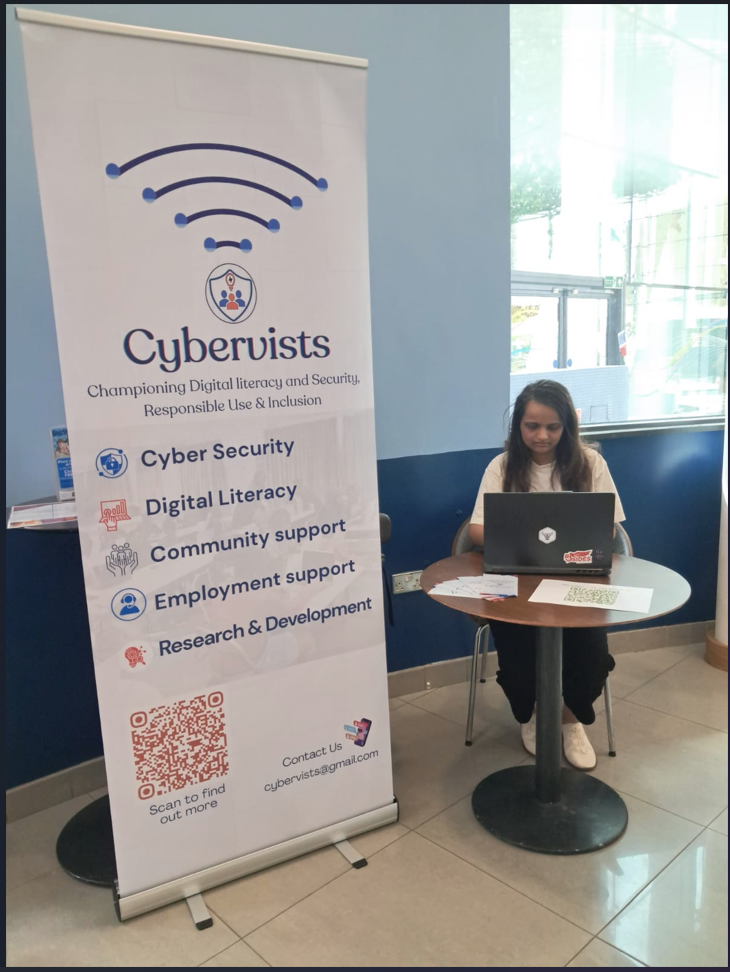 Cybervists
Championing Digital literacy and Security,
Responsible Use & Inclusion
Cyber Security
Digital Literacy
Community support
Employment support
Research & Development
Scan to find
out more
Contact Us
cybervists@gmail.com